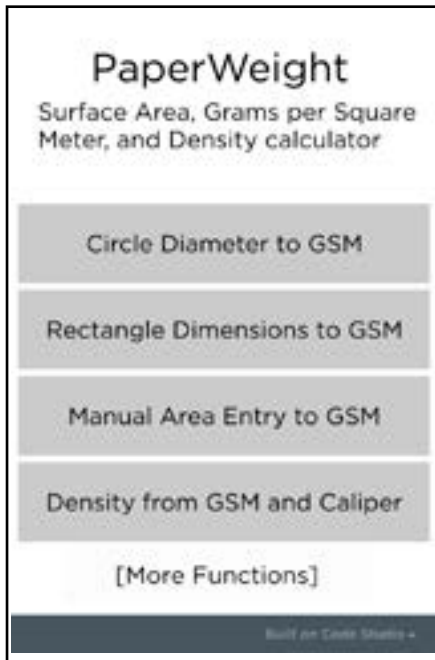 PaperWeight
Surface Area, Grams per Square
Meter, and Density calculator
Circle Diameter to GSM
Rectangle Dimensions to GSM
Manual Area Entry to GSM
Density from GSM and Caliper
[More Functions]
Built on Code Studio